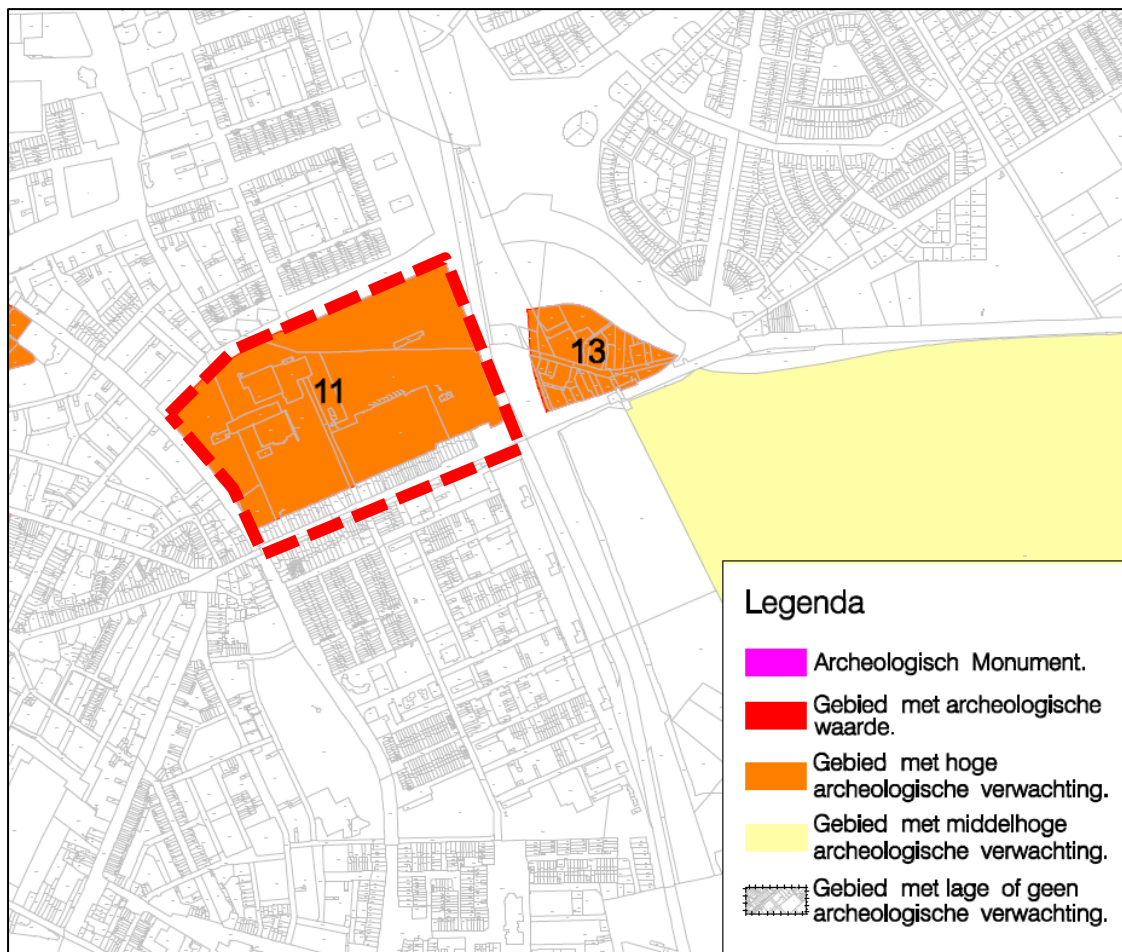 11
13
Legenda
Archeologisch Monument.
Gebied met archeologische
waarde.
Gebied met hoge
archeologische verwachting.
Gebied met middelhoge
archeologische verwachting.
Gebied met lage of geen
archeologische verwachting.